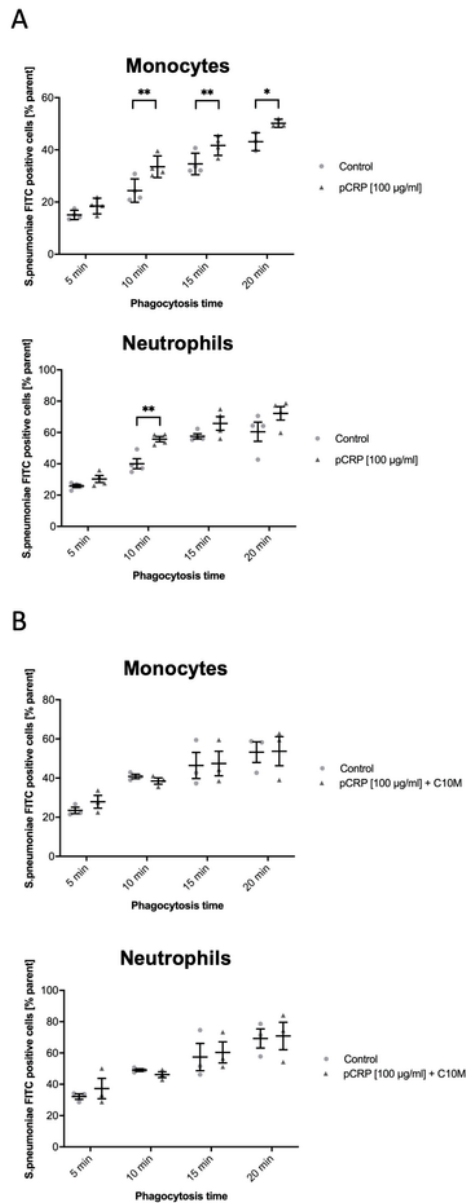 A
Monocytes
S.pneumoniae FITC positive cells [% parent]
60
40
20
0
** ** *
5 min 10 min 15 min 20 min
Phagocytosis time
Control
pCRP [100 µg/ml]
Neutrophils
S.pneumoniae FITC positive cells [% parent]
100
80
60
40
20
0
**
5 min 10 min 15 min 20 min
Phagocytosis time
Control
pCRP [100 µg/ml]
B
Monocytes
S.pneumoniae FITC positive cells [% parent]
80
60
40
20
0
5 min 10 min 15 min 20 min
Phagocytosis time
Control
pCRP [100 µg/ml] + C10M
Neutrophils
S.pneumoniae FITC positive cells [% parent]
100
80
60
40
20
0
5 min 10 min 15 min 20 min
Phagocytosis time
Control
pCRP [100 µg/ml] + C10M